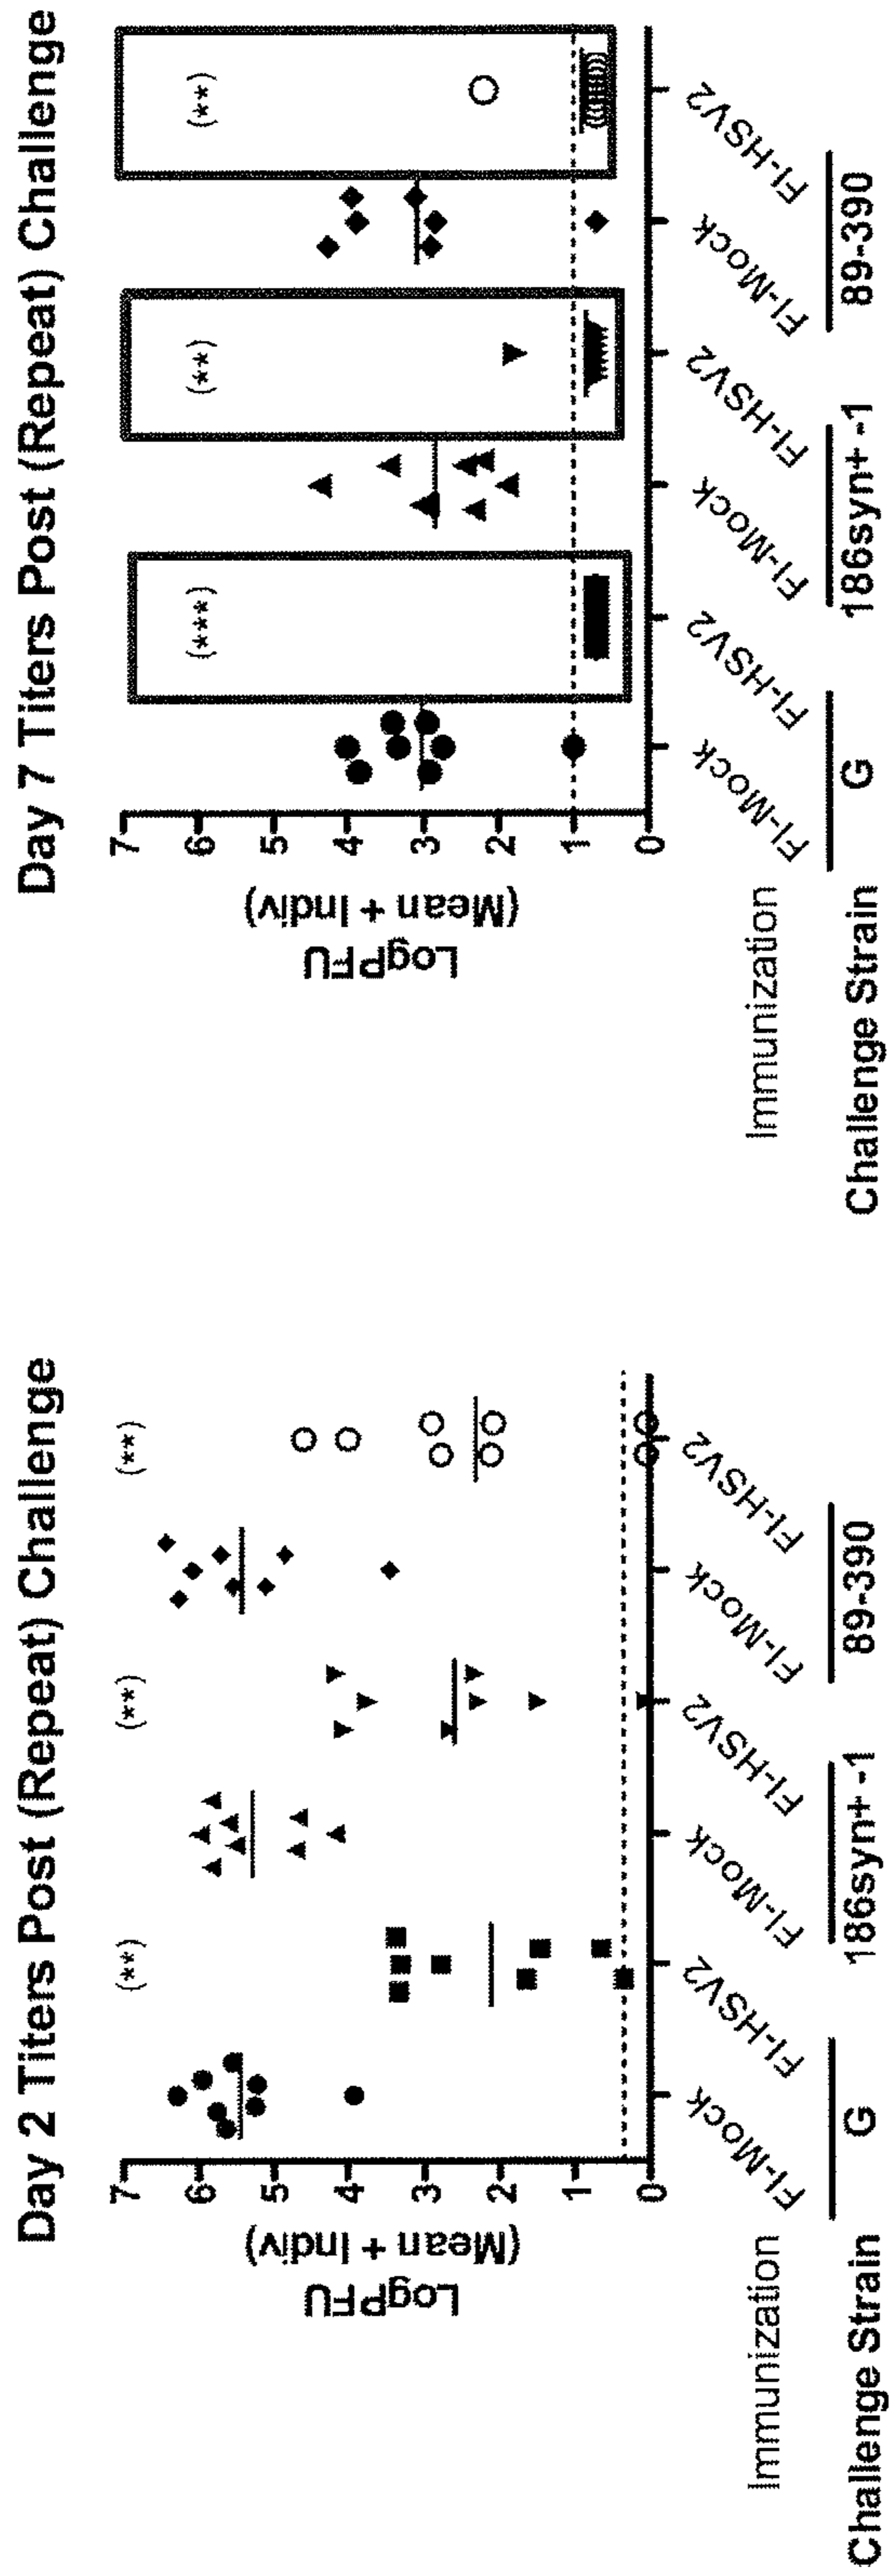 Day 2 Titers Post (Repeat) Challenge
LogPFU
(Mean + Indiv)
7
6
5
4
3
2
1
0
(**)
(**)
(**)
Immunization
FI-Mock
FI-HSV2
FI-Mock
FI-HSV2
FI-Mock
FI-HSV2
Challenge Strain
G
186syn+ -1
89-390
Day 7 Titers Post (Repeat) Challenge
LogPFU
(Mean + Indiv)
7
6
5
4
3
2
1
0
(***)
(**)
(**)
Immunization
FI-Mock
FI-HSV2
FI-Mock
FI-HSV2
FI-Mock
FI-HSV2
Challenge Strain
G
186syn+ -1
89-390